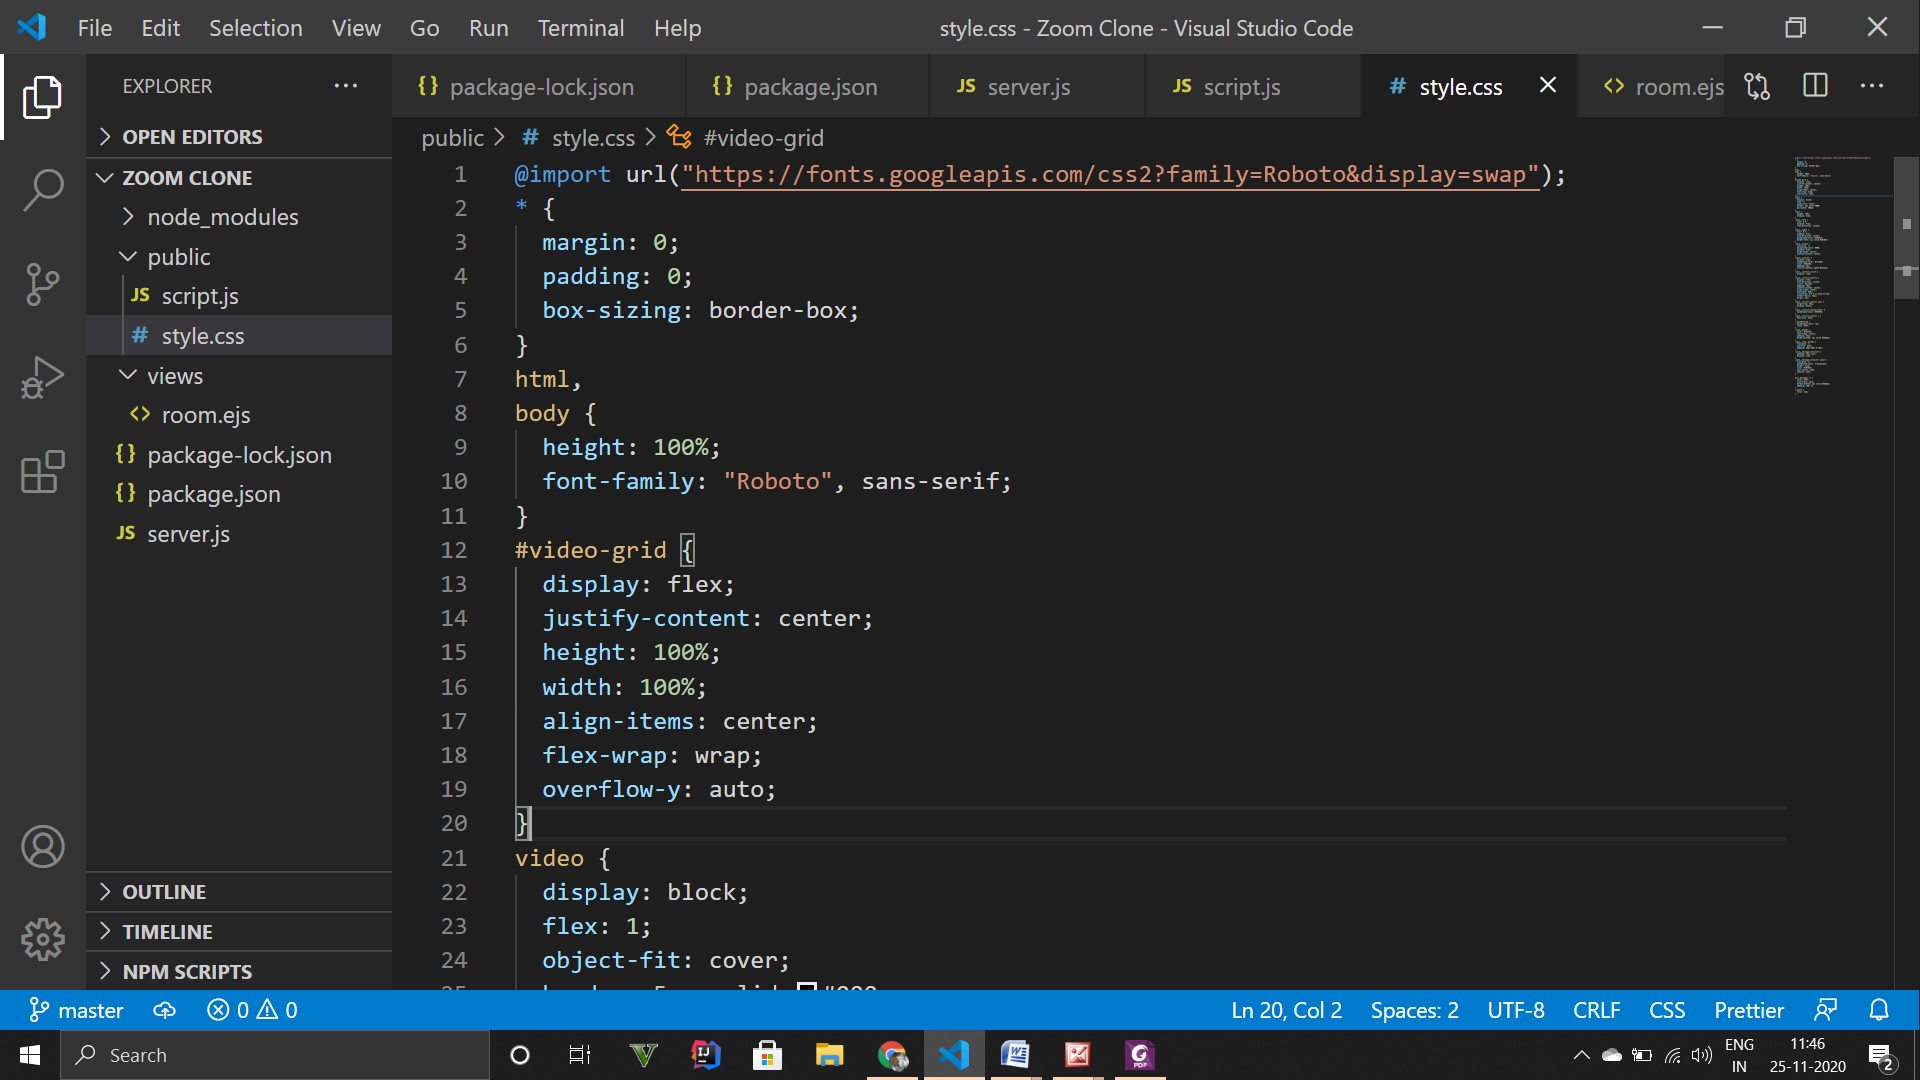 File Edit Selection View Go Run Terminal Help
style.css - Zoom Clone - Visual Studio Code
EXPLORER
OPEN EDITORS
ZOOM CLONE
node_modules
public
JS script.js
# style.css
views
<> room.ejs
{} package-lock.json
{} package.json
JS server.js
OUTLINE
TIMELINE
NPM SCRIPTS
{} package-lock.json {} package.json JS server.js JS script.js # style.css <> room.ejs
public > # style.css > #video-grid
1 @import url("https://fonts.googleapis.com/css2?family=Roboto&display=swap");
2 * {
3 margin: 0;
4 padding: 0;
5 box-sizing: border-box;
6 }
7 html,
8 body {
9 height: 100%;
10 font-family: "Roboto", sans-serif;
11 }
12 #video-grid {
13 display: flex;
14 justify-content: center;
15 height: 100%;
16 width: 100%;
17 align-items: center;
18 flex-wrap: wrap;
19 overflow-y: auto;
20 }
21 video {
22 display: block;
23 flex: 1;
24 object-fit: cover;
master 0 0 Ln 20, Col 2 Spaces: 2 UTF-8 CRLF CSS Prettier
Search
ENG
IN
11:46
25-11-2020
2